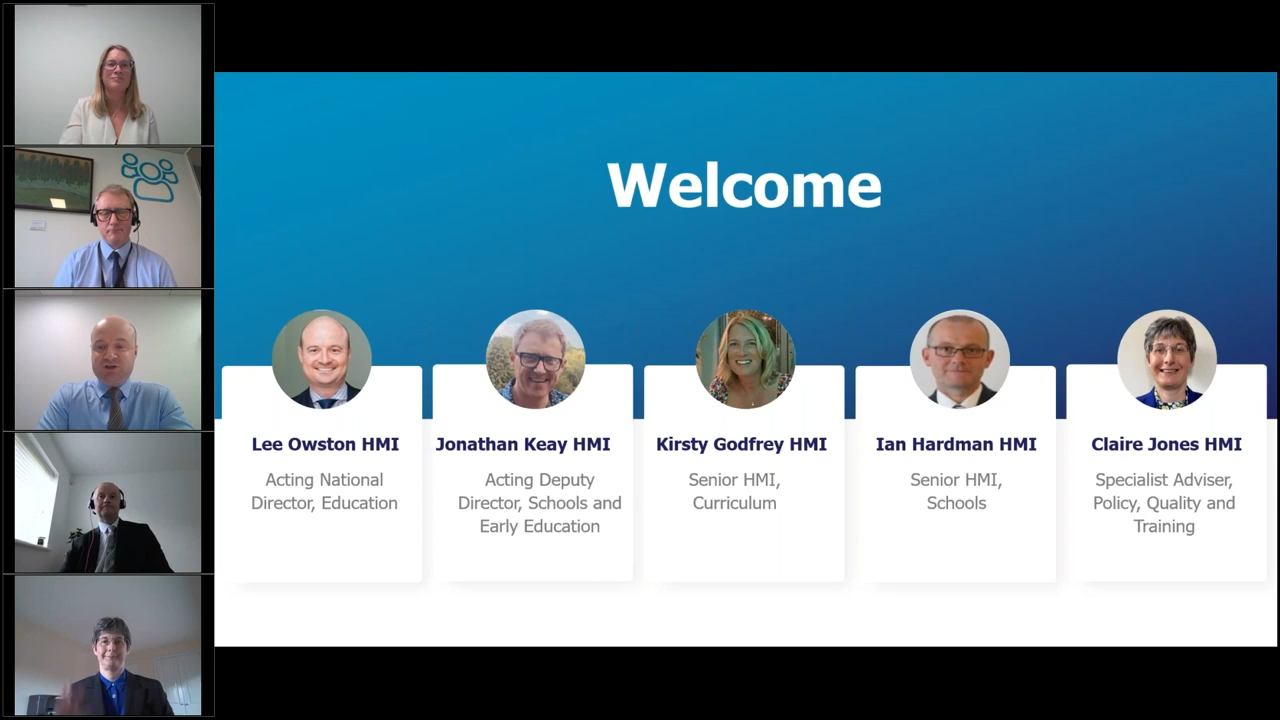 Welcome
Lee Owston HMI
Acting National
Director, Education
Jonathan Keay HMI
Acting Deputy
Director, Schools and
Early Education
Kirsty Godfrey HMI
Senior HMI,
Curriculum
Ian Hardman HMI
Senior HMI,
Schools
Claire Jones HMI
Specialist Adviser,
Policy, Quality and
Training